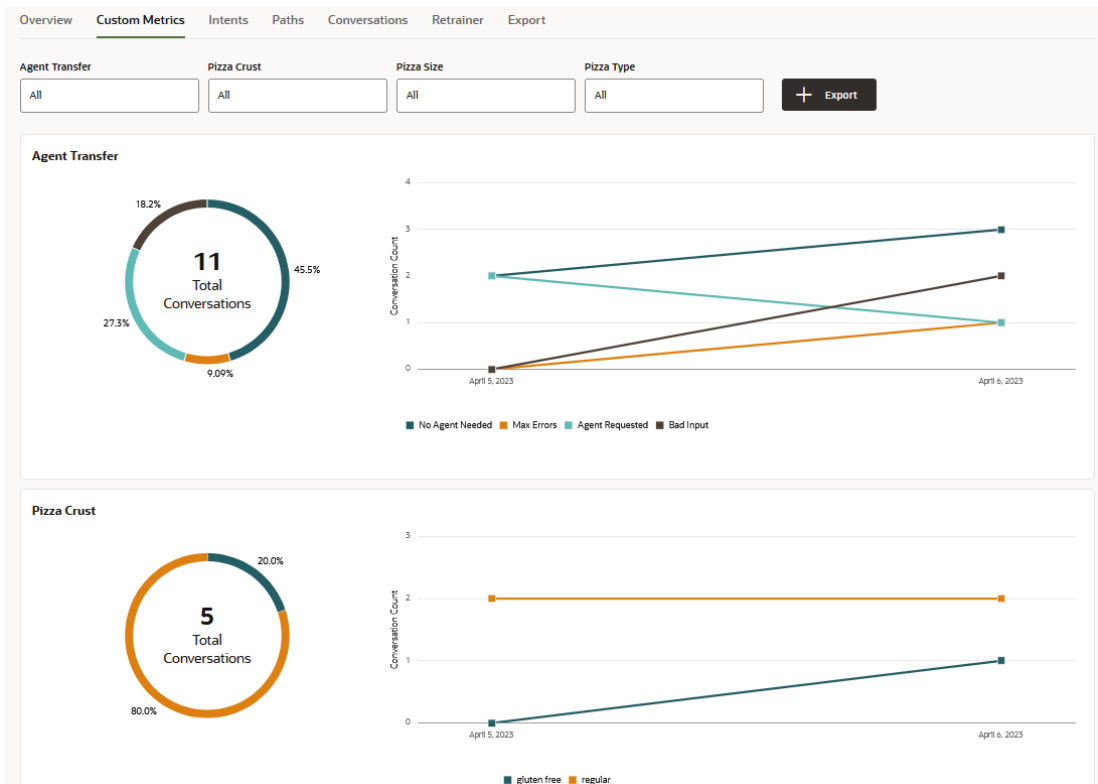 Overview Custom Metrics Intents Paths Conversations Retrainer Export
Agent Transfer Pizza Crust Pizza Size Pizza Type
All All All All + Export
Agent Transfer
4
18.2%
3
11
45.5%
Total
Conversation Count
2
Conversations
27.3%
1
9.09%
0
April 5, 2023 April 6, 2023
No Agent Needed Max Errors Agent Requested Bad Input
Pizza Crust
3
20.0%
2
5
Total
Conversation Count
Conversations
1
80.0%
0
April 5, 2023 April 6, 2023
gluten free regular